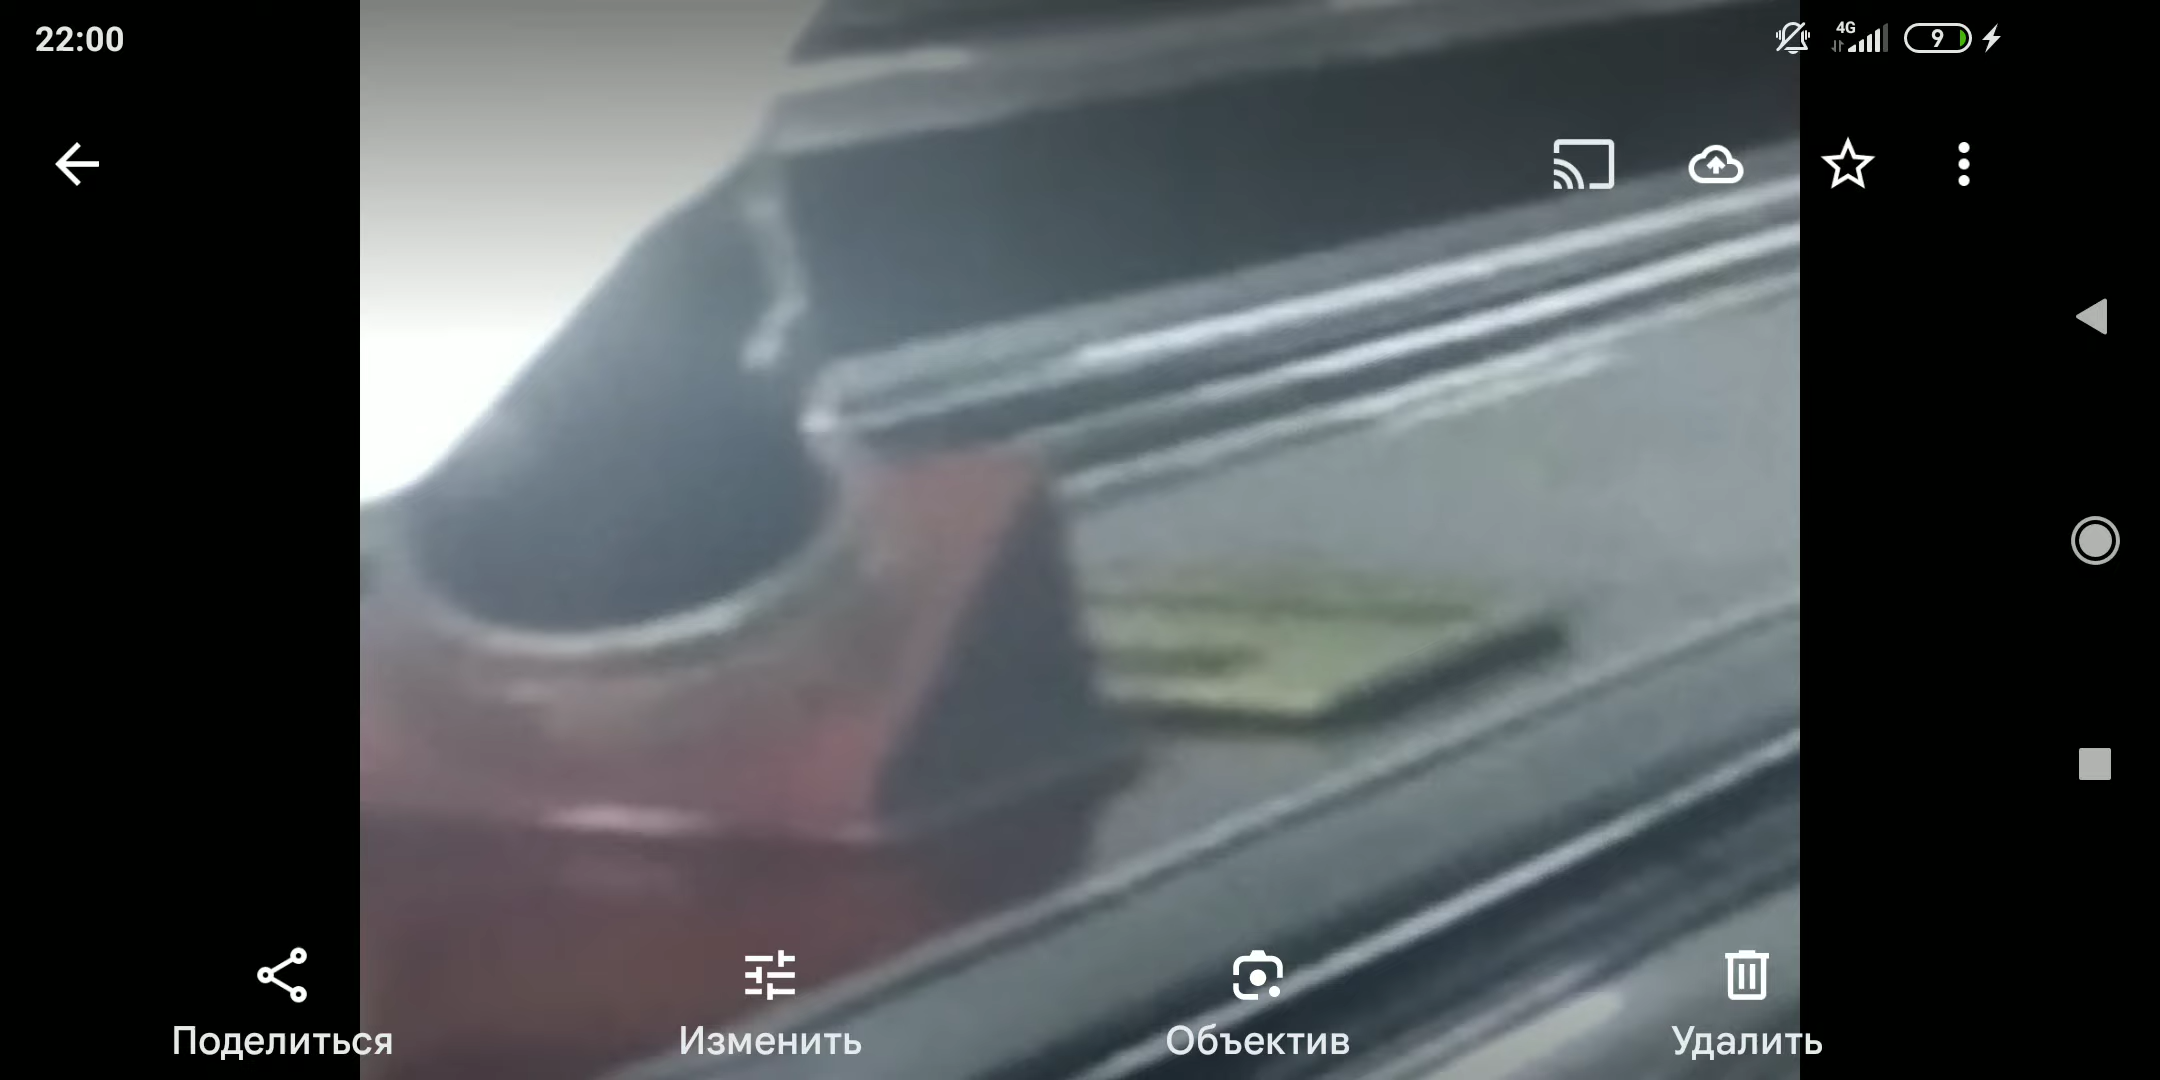 22:00
4G
9
Поделиться
Изменить
Объектив
Удалить